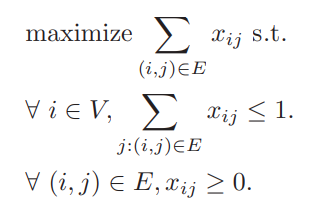 maximize ∑_{(i,j)∈E} x_{ij} s.t.
∀ i ∈ V, ∑_{j:(i,j)∈E} x_{ij} ≤ 1.
∀ (i, j) ∈ E, x_{ij} ≥ 0.